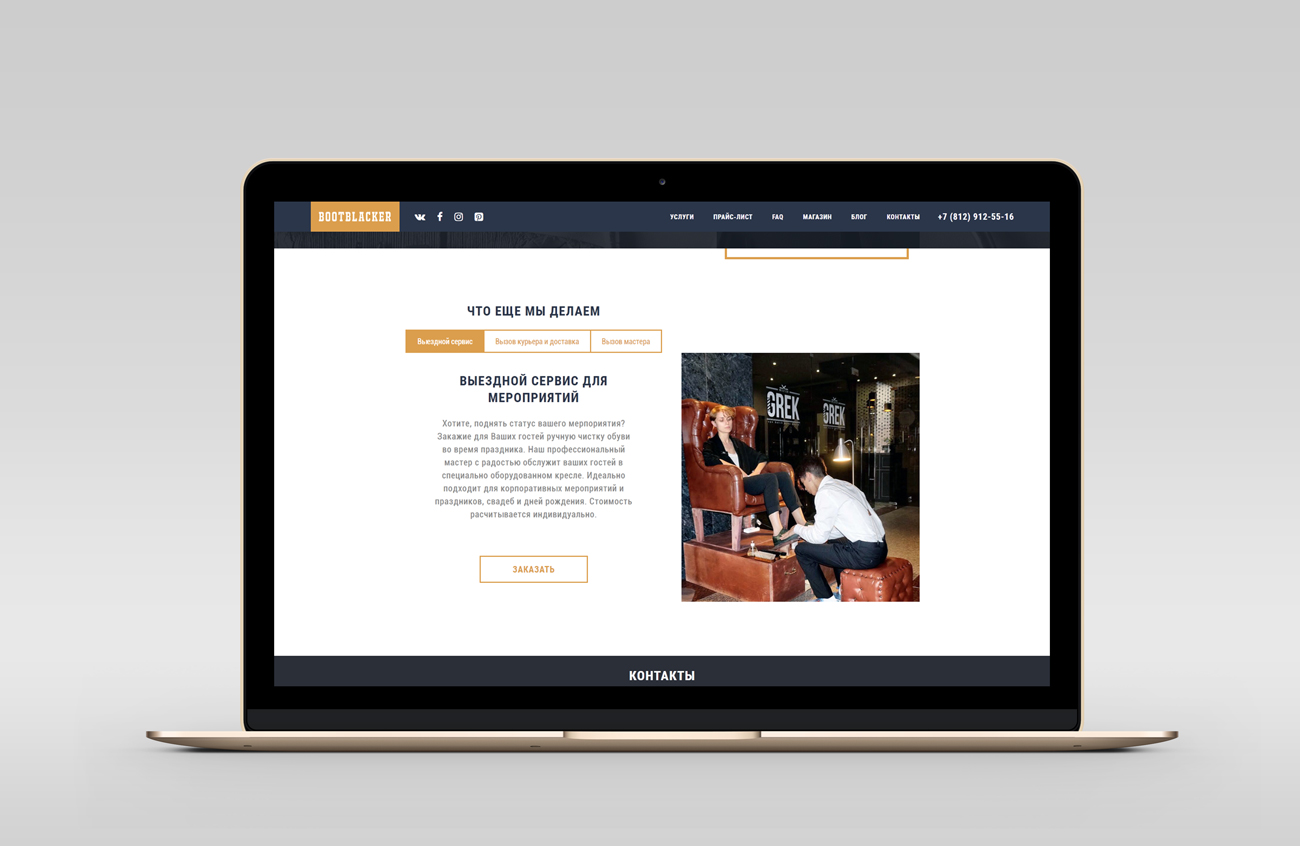 BOOTBLACKER
УСЛУГИ ПРАЙС-ЛИСТ FAQ МАГАЗИН БЛОГ КОНТАКТЫ +7 (812) 912-55-16
ЧТО ЕЩЕ МЫ ДЕЛАЕМ
Выездной сервис Вызов курьера и доставка Вызов мастера
ВЫЕЗДНОЙ СЕРВИС ДЛЯ
МЕРОПРИЯТИЙ
Хотите, поднять статус вашего мерпориятия?
Закажие для Ваших гостей ручную чистку обуви
во время праздника. Наш профессиональный
мастер с радостью обслужит ваших гостей в
специально оборудованном кресле. Идеально
подходит для корпоративных мероприятий и
праздников, свадеб и дней рождения. Стоимость
расчитывается индивидуально.
ЗАКАЗАТЬ
GREK
GREK
КОНТАКТЫ